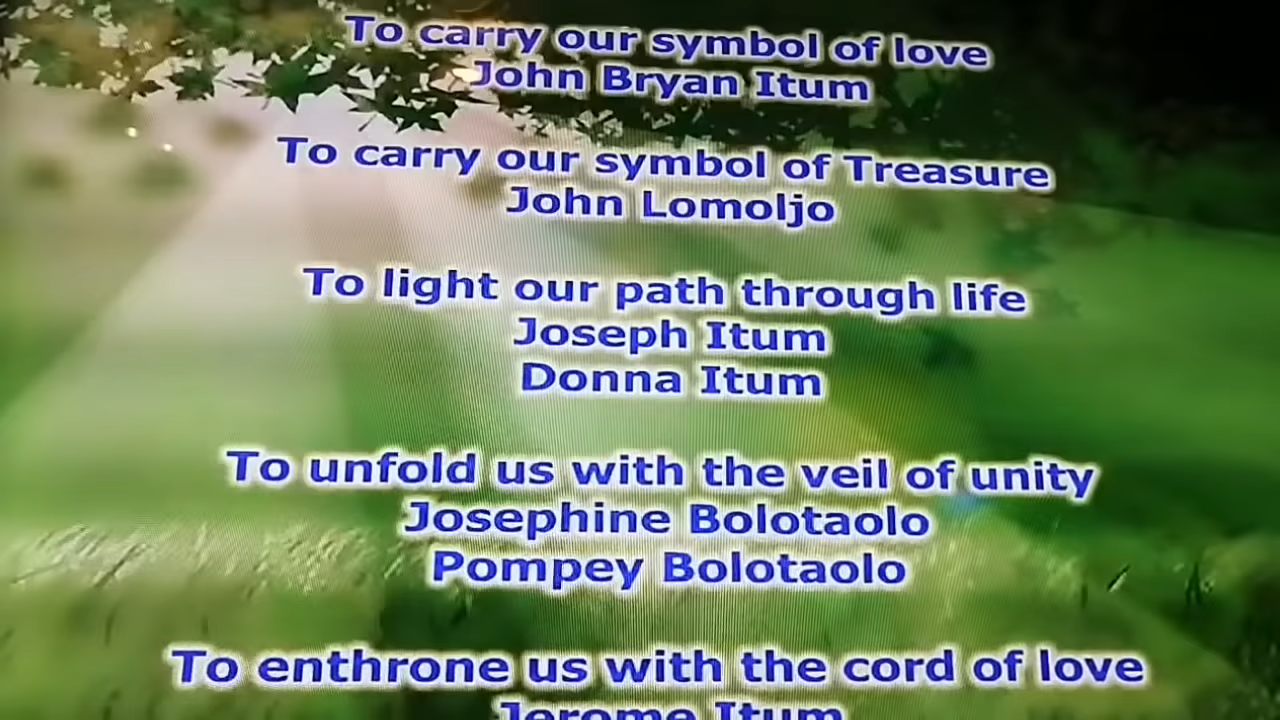 To carry our symbol of love
John Bryan Itum
To carry our symbol of Treasure
John Lomoljo
To light our path through life
Joseph Itum
Donna Itum
To unfold us with the veil of unity
Josephine Bolotaolo
Pompey Bolotaolo
To enthrone us with the cord of love
Jerome Itum